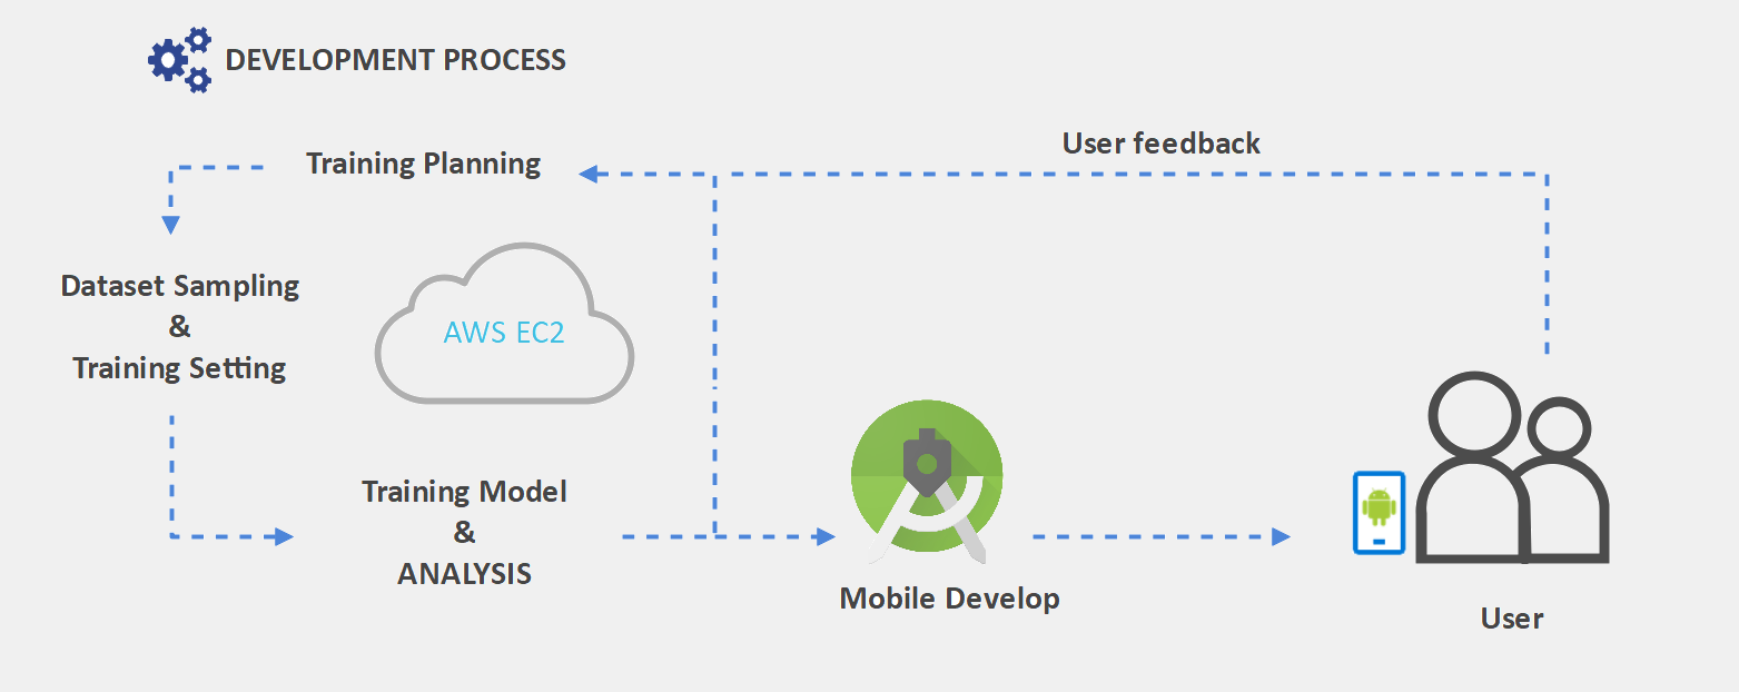 DEVELOPMENT PROCESS
User feedback
Training Planning
Dataset Sampling
&
Training Setting
AWS EC2
Training Model
&
ANALYSIS
Mobile Develop
User